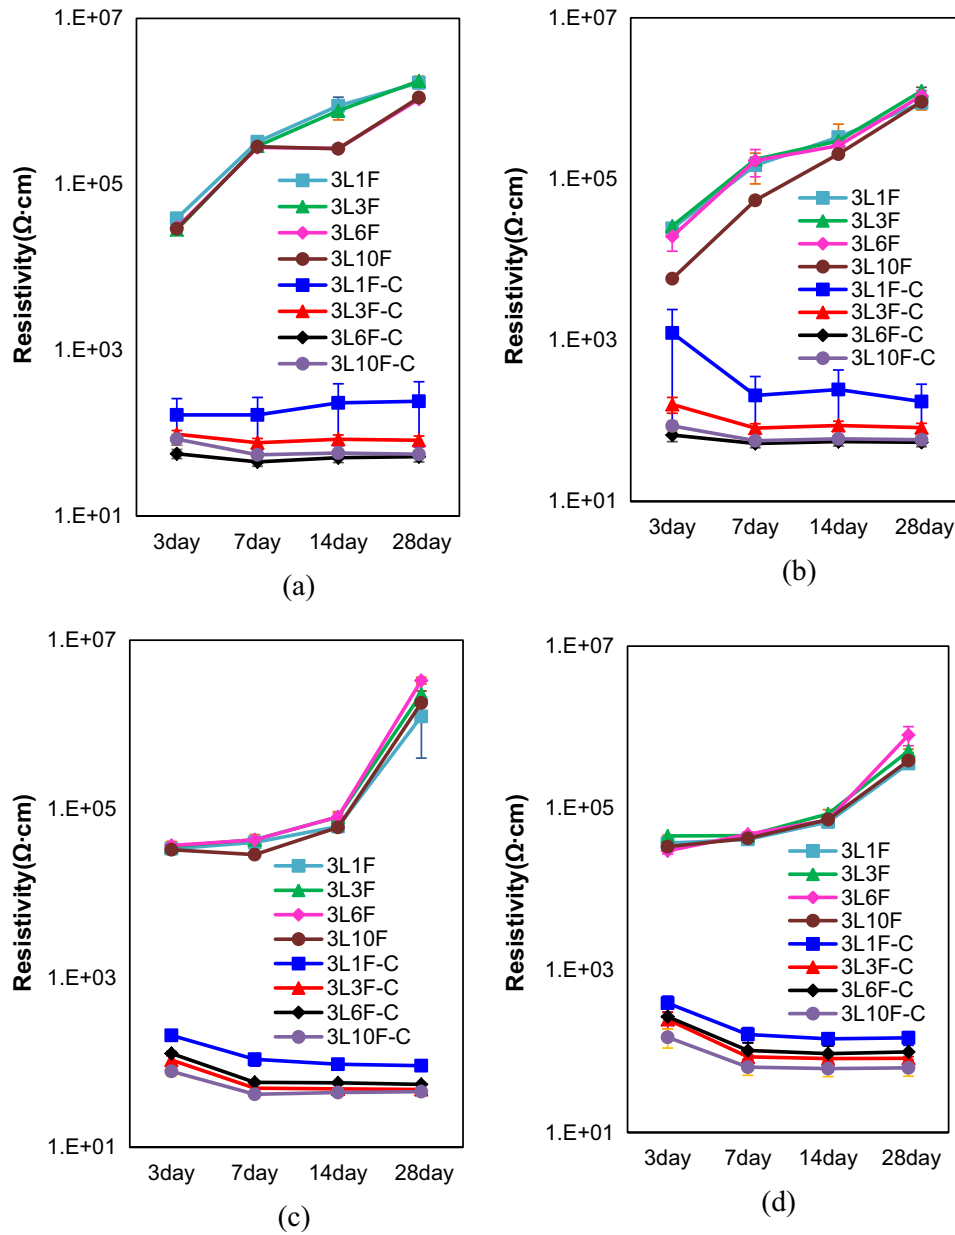 1.E+07
1.E+05
1.E+03
1.E+01
Resistivity(Ω·cm)
3L1F
3L3F
3L6F
3L10F
3L1F-C
3L3F-C
3L6F-C
3L10F-C
3day 7day 14day 28day
(a)
1.E+07
1.E+05
1.E+03
1.E+01
Resistivity(Ω·cm)
3L1F
3L3F
3L6F
3L10F
3L1F-C
3L3F-C
3L6F-C
3L10F-C
3day 7day 14day 28day
(b)
1.E+07
1.E+05
1.E+03
1.E+01
Resistivity(Ω·cm)
3L1F
3L3F
3L6F
3L10F
3L1F-C
3L3F-C
3L6F-C
3L10F-C
3day 7day 14day 28day
(c)
1.E+07
1.E+05
1.E+03
1.E+01
Resistivity(Ω·cm)
3L1F
3L3F
3L6F
3L10F
3L1F-C
3L3F-C
3L6F-C
3L10F-C
3day 7day 14day 28day
(d)